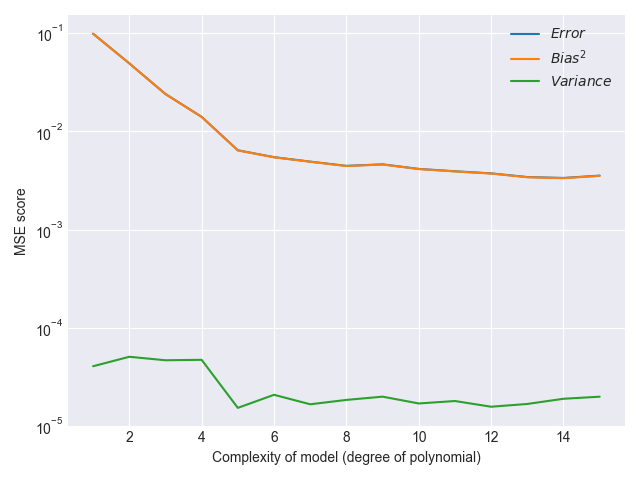 10⁻¹
10⁻²
10⁻³
10⁻⁴
10⁻⁵
MSE score
Error
Bias²
Variance
2 4 6 8 10 12 14
Complexity of model (degree of polynomial)